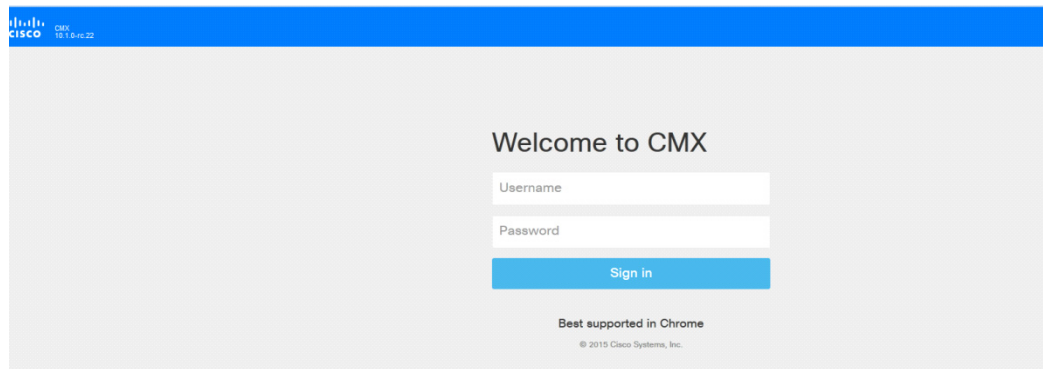 CISCO
CMX
10.1.0-rc.22
Welcome to CMX
Username
Password
Sign in
Best supported in Chrome
© 2015 Cisco Systems, Inc.